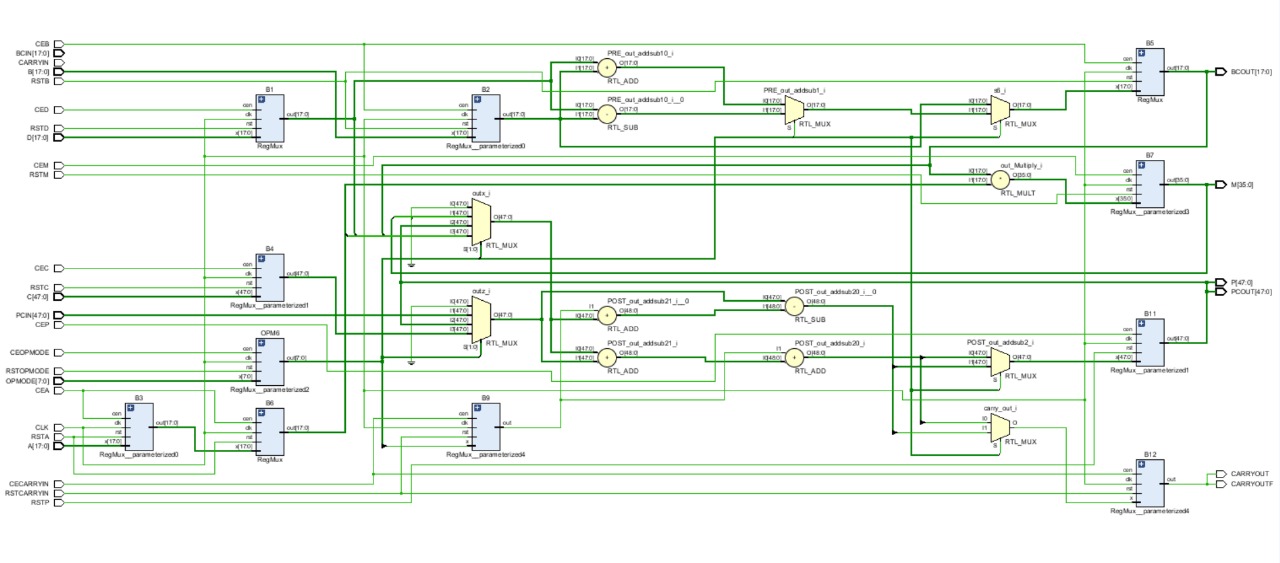 CEB
BCIN[17:0]
CARRYIN
B[17:0]
RSTB
CED
RSTD
D[17:0]
CEM
RSTM
CEC
RSTC
C[47:0]
PCIN[47:0]
CEP
CEOPMODE
RSTOPMODE
OPMODE[7:0]
CEA
CLK
RSTA
A[17:0]
CECARRYIN
RSTCARRYIN
RSTP
B1
cen
clk
rst
x[17:0]
out[17:0]
RegMux
B2
cen
clk
rst
x[17:0]
out[17:0]
RegMux__parameterized0
PRE_out_addsub10_i
I0[17:0]
I1[17:0]
+
O[17:0]
RTL_ADD
PRE_out_addsub10_i__0
I0[17:0]
I1[17:0]
-
O[17:0]
RTL_SUB
PRE_out_addsub1_i
I0[17:0]
I1[17:0]
O[17:0]
S
RTL_MUX
s6_i
I0[17:0]
I1[17:0]
O[17:0]
S
RTL_MUX
B5
cen
clk
rst
x[17:0]
out[17:0]
RegMux
BCOUT[17:0]
out_Multiply_i
I0[17:0]
I1[17:0]
O[35:0]
RTL_MULT
B7
cen
clk
rst
x[35:0]
out[35:0]
RegMux__parameterized3
M[35:0]
outx_i
I0[47:0]
I1[47:0]
I2[47:0]
I3[47:0]
O[47:0]
S[1:0]
RTL_MUX
B4
cen
clk
rst
x[47:0]
out[47:0]
RegMux__parameterized1
outz_i
I0[47:0]
I1[47:0]
I2[47:0]
I3[47:0]
O[47:0]
S[1:0]
RTL_MUX
OPM6
cen
clk
rst
x[7:0]
out[7:0]
RegMux__parameterized2
B3
cen
clk
rst
x[17:0]
out[17:0]
RegMux__parameterized0
B6
cen
clk
rst
x[17:0]
out[17:0]
RegMux
B9
cen
clk
rst
x
out
RegMux__parameterized4
POST_out_addsub21_i__0
I1
I0[47:0]
+
O[48:0]
RTL_ADD
POST_out_addsub21_i
I0[47:0]
I1[47:0]
+
O[48:0]
RTL_ADD
POST_out_addsub20_i__0
I0[47:0]
I1[48:0]
-
O[48:0]
RTL_SUB
POST_out_addsub20_i
I1
I0[48:0]
+
O[48:0]
RTL_ADD
POST_out_addsub2_i
I0[47:0]
I1[47:0]
O[47:0]
S
RTL_MUX
carry_out_i
I0
I1
O
S
RTL_MUX
B11
cen
clk
rst
x[47:0]
out[47:0]
RegMux__parameterized1
P[47:0]
PCOUT[47:0]
B12
cen
clk
rst
x
out
RegMux__parameterized4
CARRYOUT
CARRYOUTF